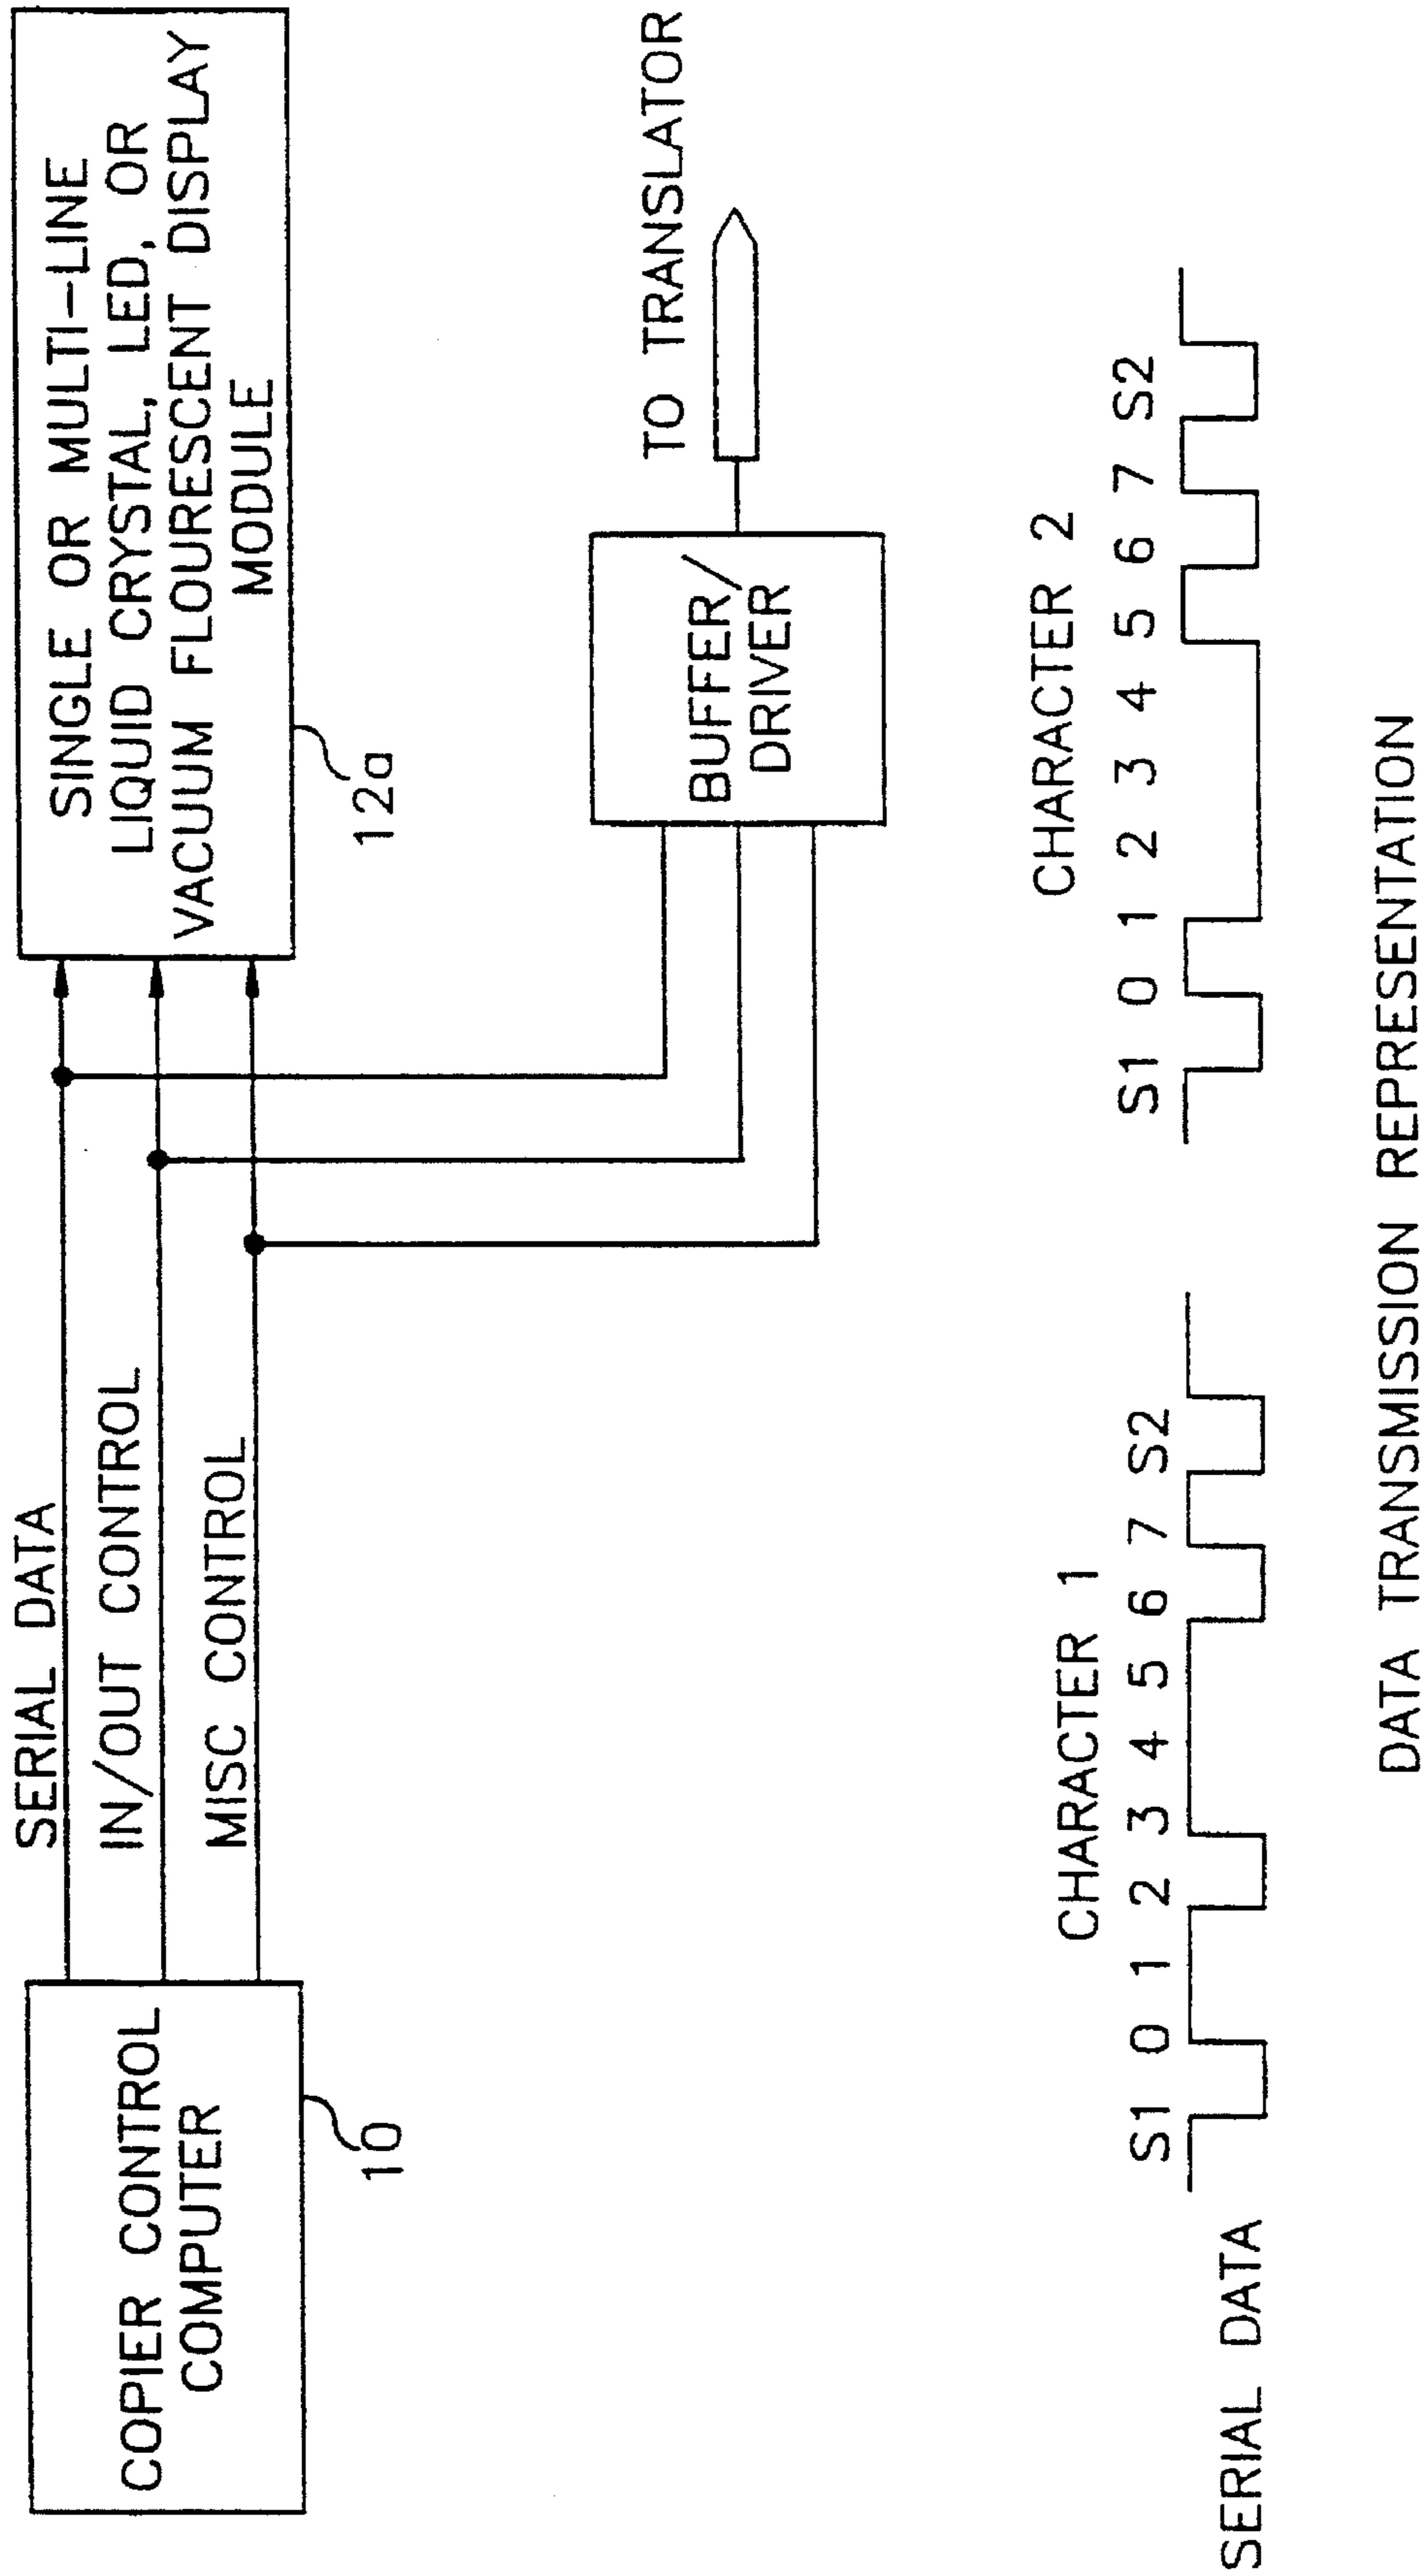 COPIER CONTROL
COMPUTER
10
SERIAL DATA
IN/OUT CONTROL
MISC CONTROL
SINGLE OR MULTI-LINE
LIQUID CRYSTAL, LED, OR
VACUUM FLOURESCENT DISPLAY
MODULE
12a
BUFFER/
DRIVER
TO TRANSLATOR
CHARACTER 1
S1 0 1 2 3 4 5 6 7 S2
CHARACTER 2
S1 0 1 2 3 4 5 6 7 S2
SERIAL DATA
DATA TRANSMISSION REPRESENTATION